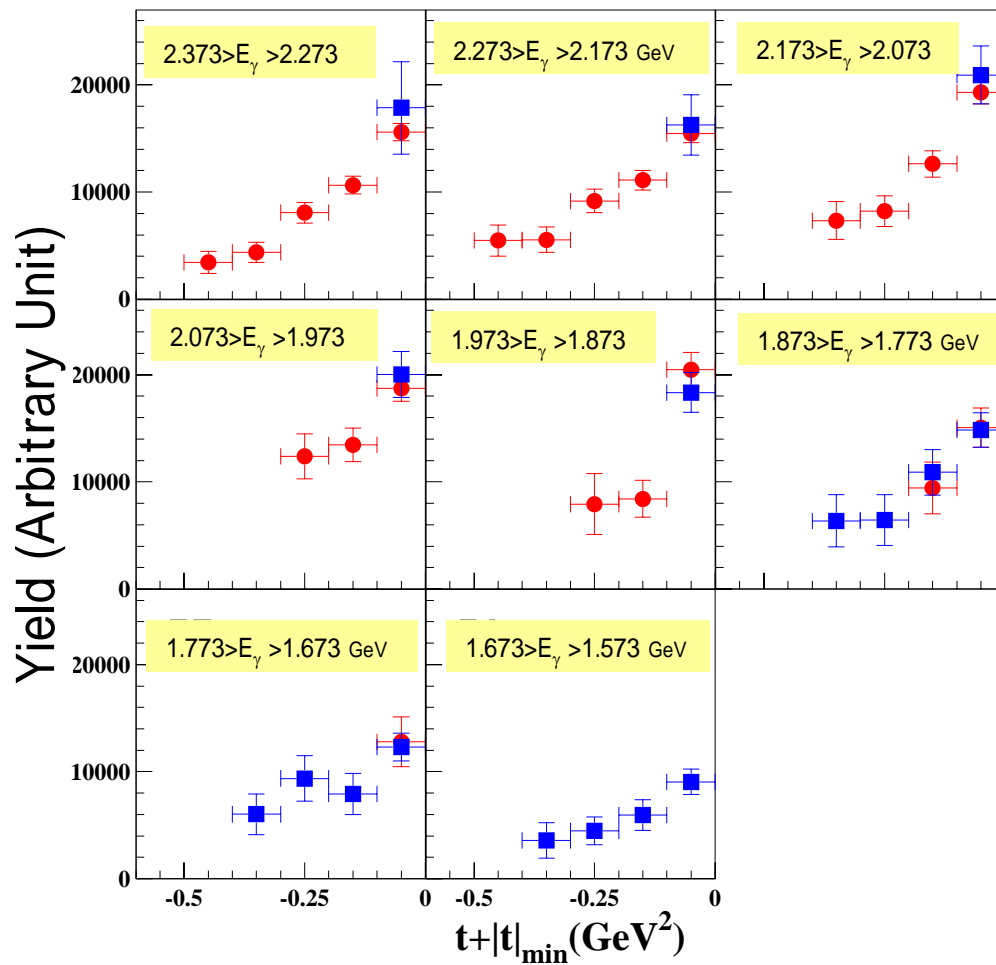 2.373>Eγ >2.273
2.273>Eγ >2.173 GeV
2.173>Eγ >2.073
20000
10000
0
2.073>Eγ >1.973
1.973>Eγ >1.873
1.873>Eγ >1.773 GeV
20000
10000
0
1.773>Eγ >1.673 GeV
1.673>Eγ >1.573 GeV
20000
10000
0
-0.5 -0.25 0 -0.5 -0.25 0
Yield (Arbitrary Unit)
t+|t|min(GeV²)